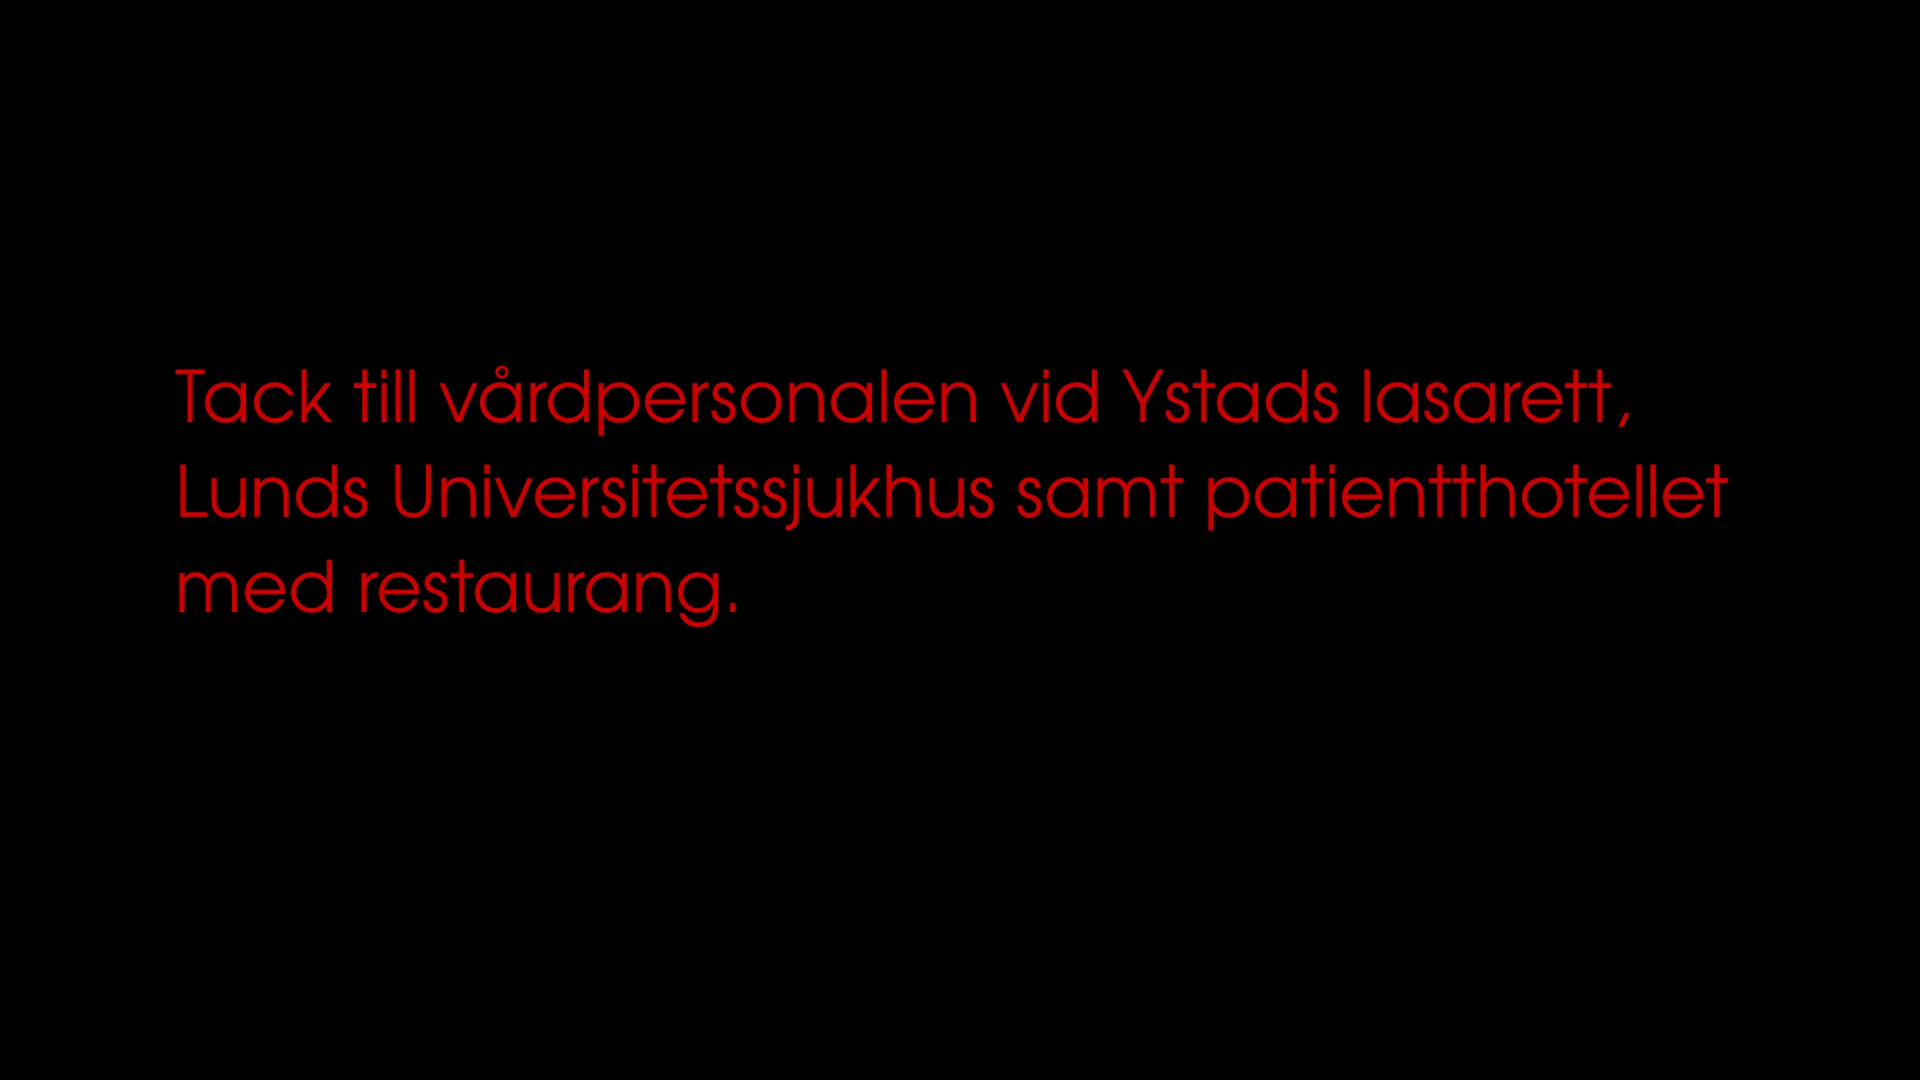 Tack till vårdpersonalen vid Ystads lasarett,
Lunds Universitetssjukhus samt patientthotellet
med restaurang.